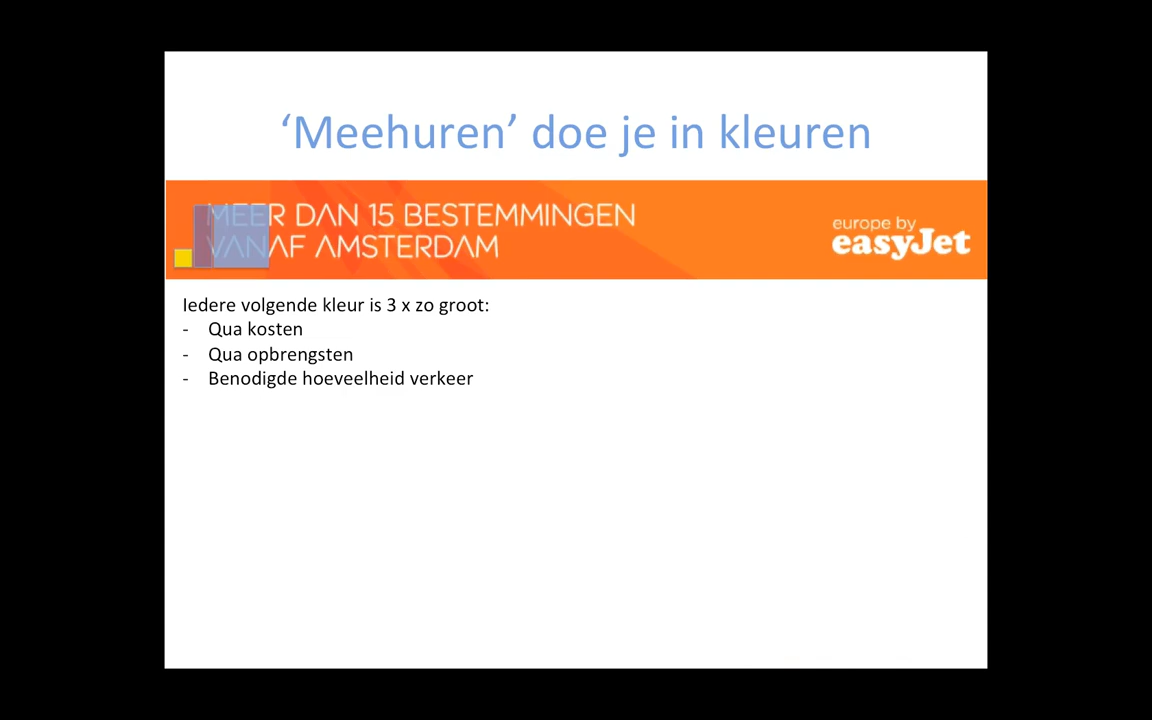 ‘Meehuren’ doe je in kleuren
MEER DAN 15 BESTEMMINGEN
VANAF AMSTERDAM
europe by
easyJet
Iedere volgende kleur is 3 x zo groot:
- Qua kosten
- Qua opbrengsten
- Benodigde hoeveelheid verkeer